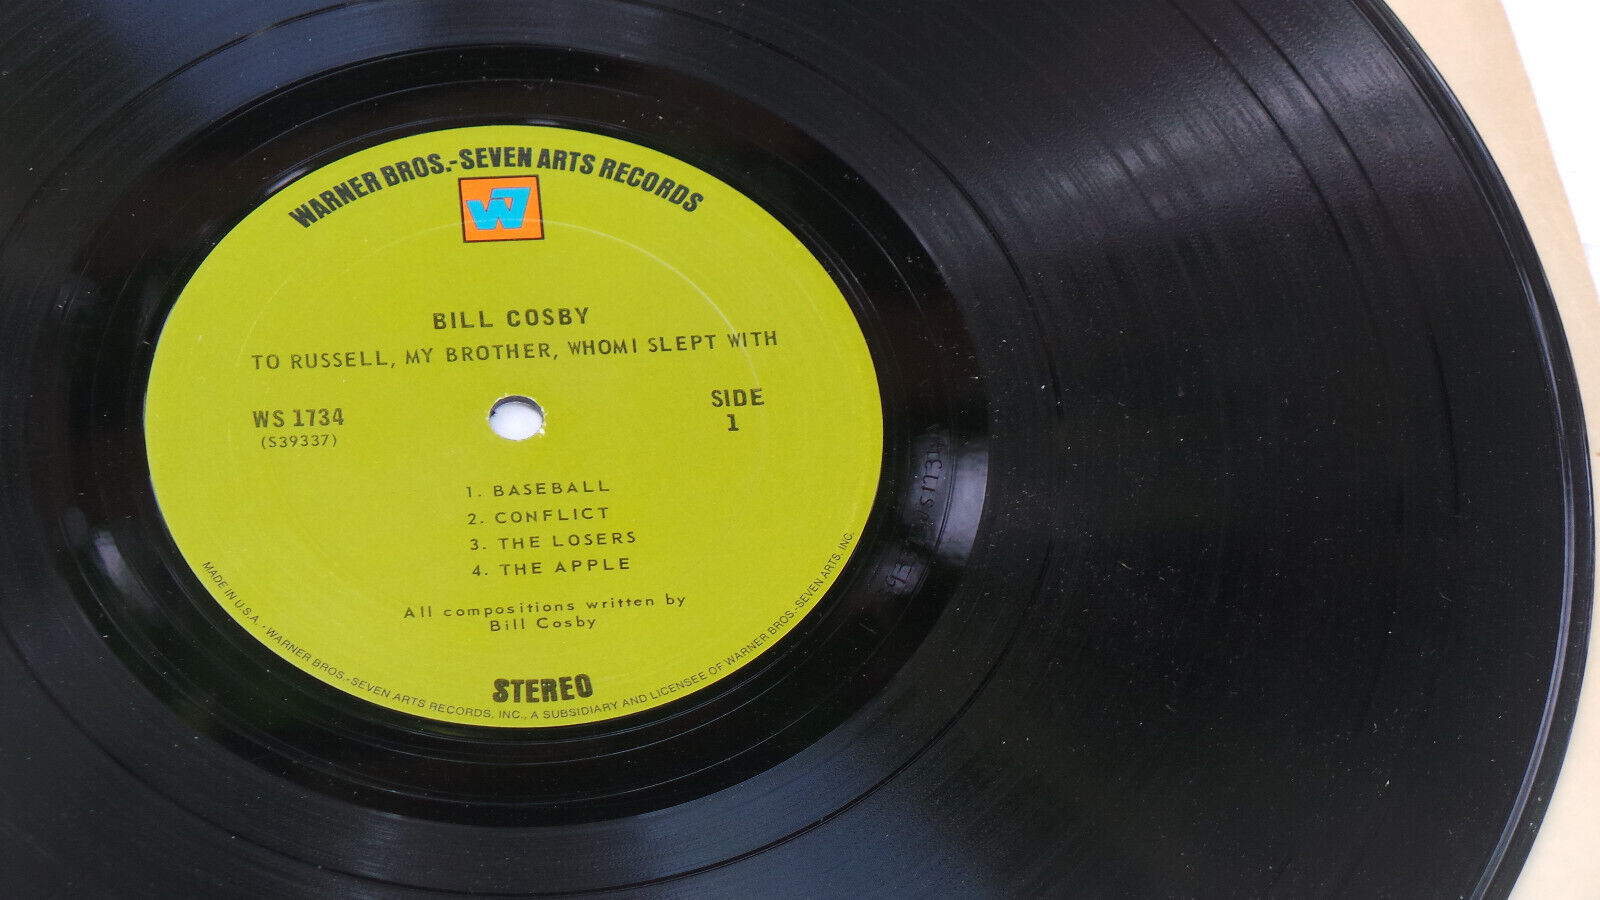 WARNER BROS.-SEVEN ARTS RECORDS
W7
BILL COSBY
TO RUSSELL, MY BROTHER, WHOM I SLEPT WITH
WS 1734
(S39337)
SIDE
1
1. BASEBALL
2. CONFLICT
3. THE LOSERS
4. THE APPLE
All compositions written by
Bill Cosby
STEREO
MADE IN U.S.A. · WARNER BROS.-SEVEN ARTS RECORDS, INC., A SUBSIDIARY AND LICENSEE OF WARNER BROS.-SEVEN ARTS, INC.